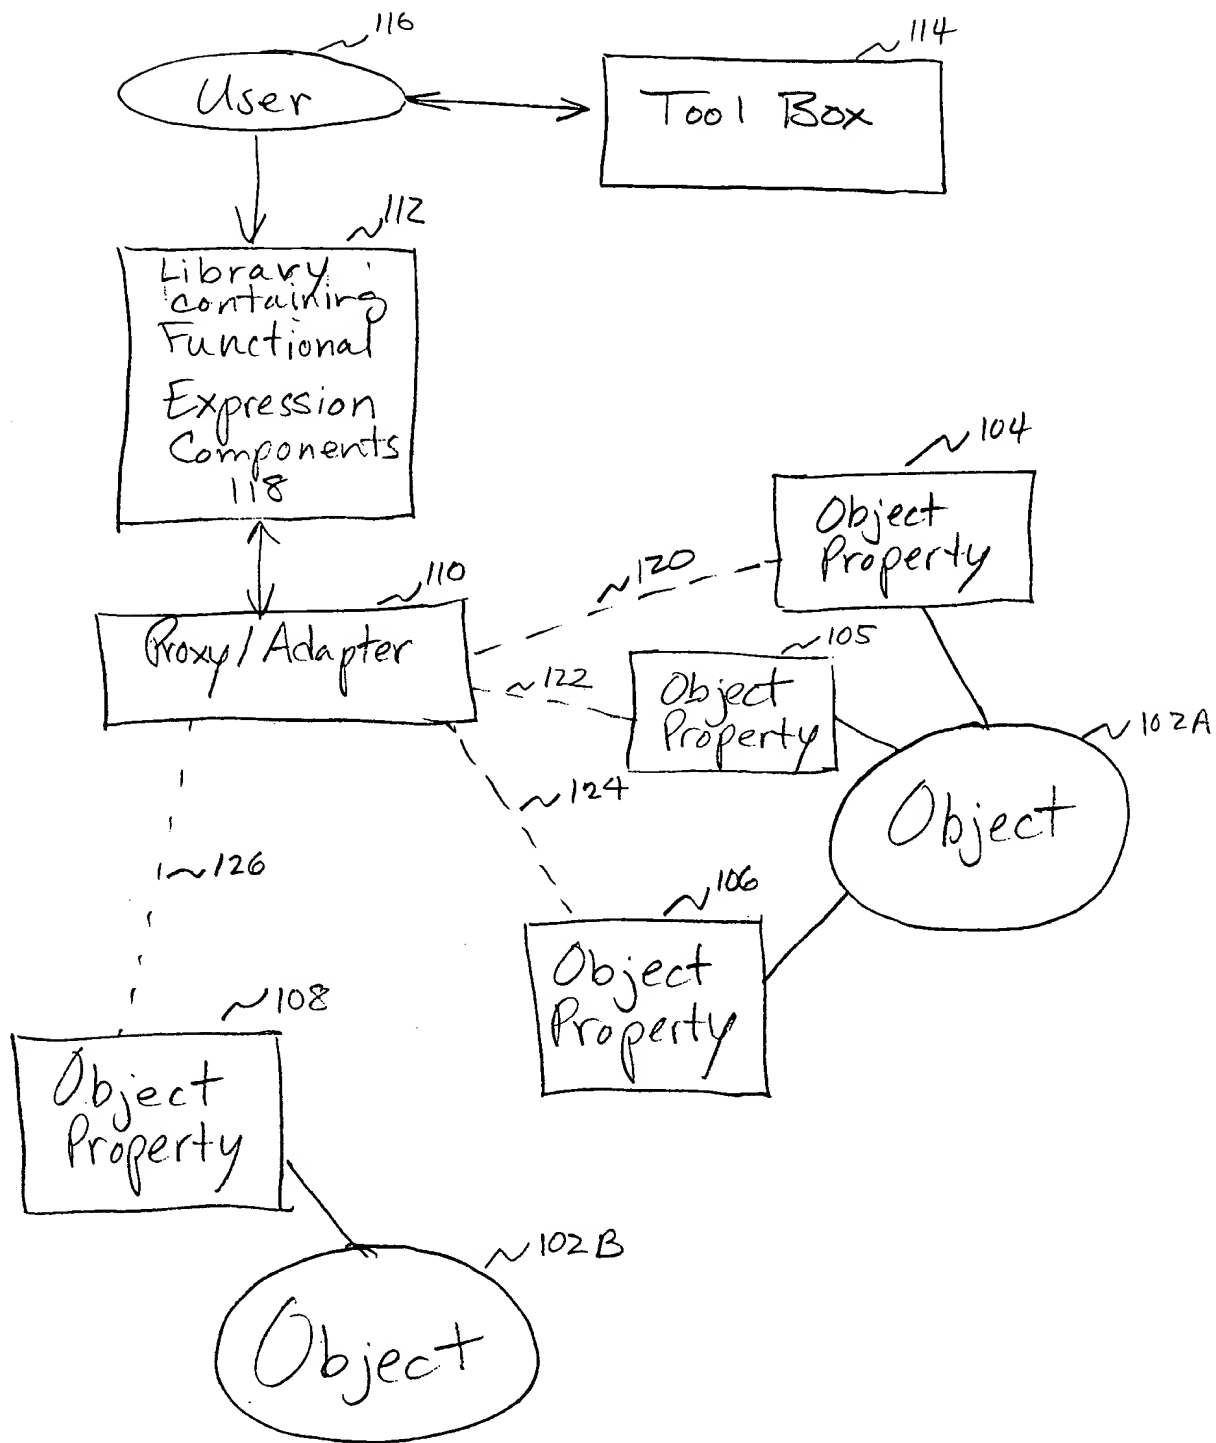 116
114
User
Tool Box
112
Library
containing
Functional
Expression
Components
118
104
Object
Property
120
110
Proxy/Adapter
105
122
Object
Property
102A
Object
124
126
106
Object
Property
108
Object
Property
102B
Object